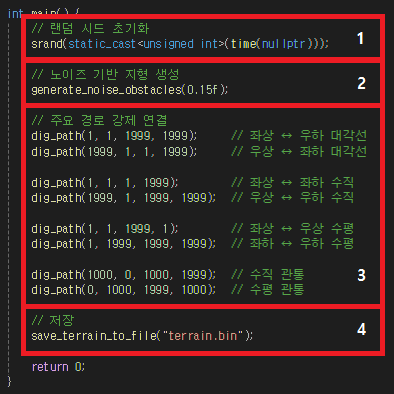 int main() {
// 랜덤 시드 초기화
srand(static_cast<unsigned int>(time(nullptr)));
1
// 노이즈 기반 지형 생성
generate_noise_obstacles(0.15f);
2
// 주요 경로 강제 연결
dig_path(1, 1, 1999, 1999); // 좌상 ↔ 우하 대각선
dig_path(1999, 1, 1, 1999); // 우상 ↔ 좌하 대각선
dig_path(1, 1, 1, 1999); // 좌상 ↔ 좌하 수직
dig_path(1999, 1, 1999, 1999); // 우상 ↔ 우하 수직
dig_path(1, 1, 1999, 1); // 좌상 ↔ 우상 수평
dig_path(1, 1999, 1999, 1999); // 좌하 ↔ 우하 수평
dig_path(1000, 0, 1000, 1999); // 수직 관통
dig_path(0, 1000, 1999, 1000); // 수평 관통
3
// 저장
save_terrain_to_file("terrain.bin");
4
return 0;
}